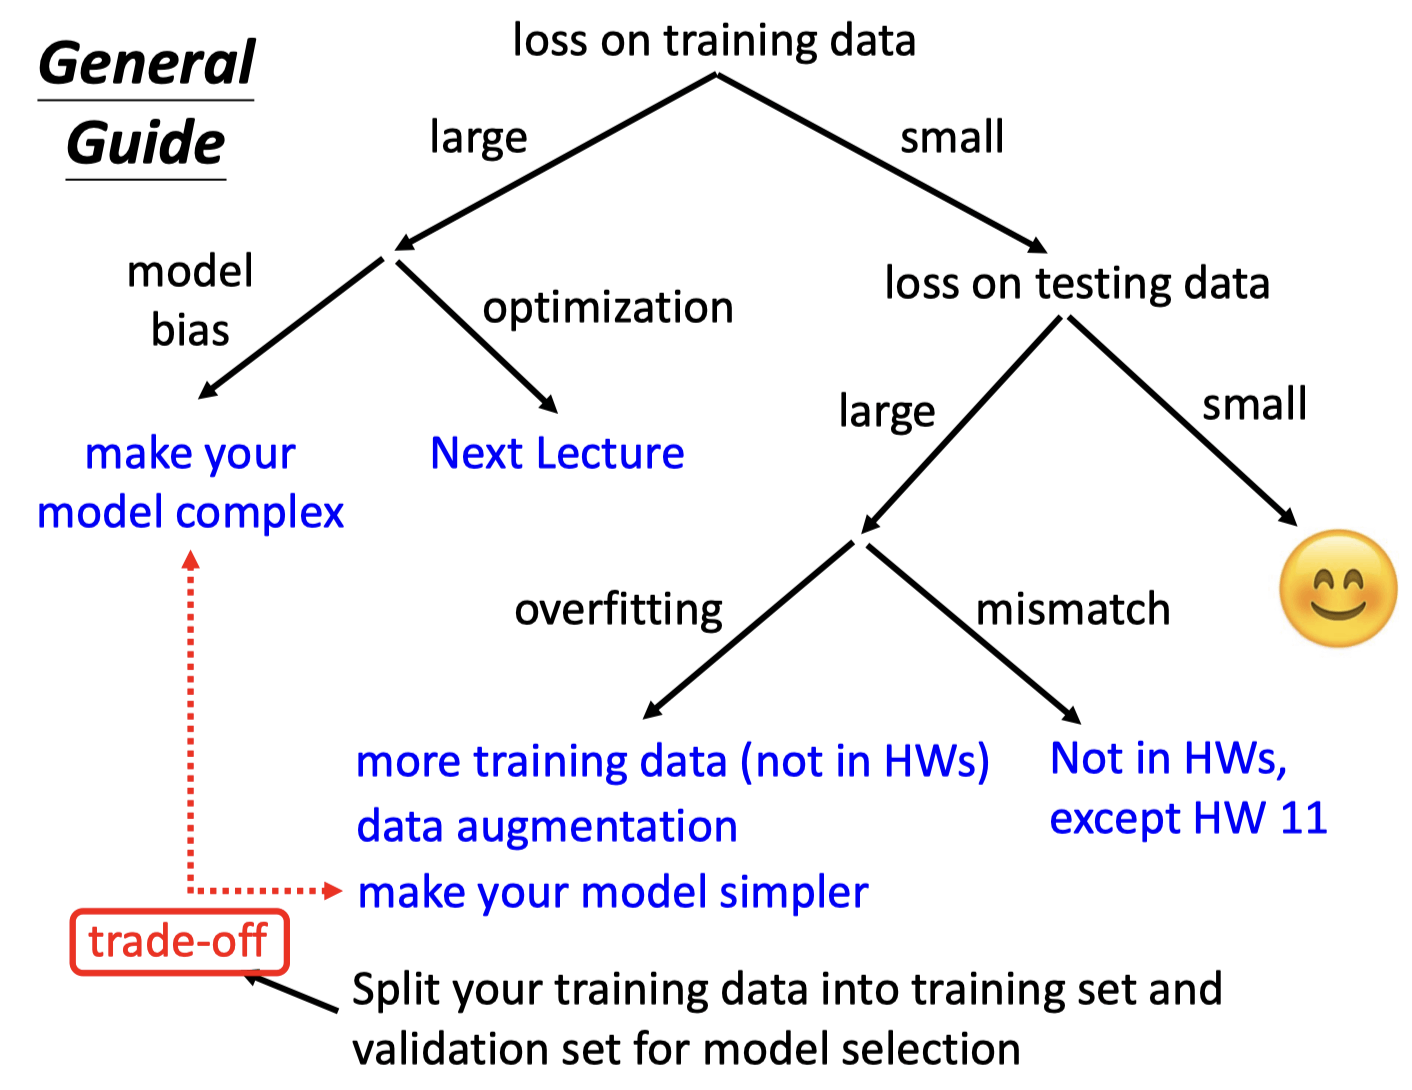 General
Guide
loss on training data
large
small
model
bias
optimization
loss on testing data
make your
model complex
Next Lecture
large
small
overfitting
mismatch
more training data (not in HWs)
data augmentation
make your model simpler
Not in HWs,
except HW 11
trade-off
Split your training data into training set and
validation set for model selection